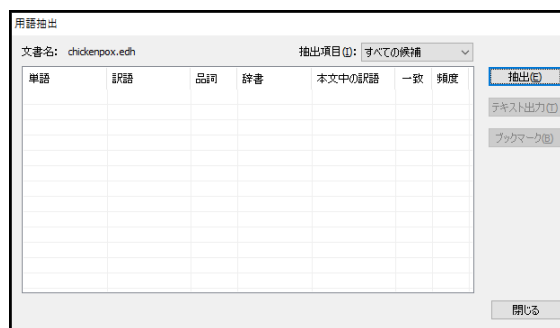 用語抽出
文書名: chickenpox.edh 抽出項目(I): すべての候補
単語 訳語 品詞 辞書 本文中の訳語 一致 頻度
抽出(E)
テキスト出力(T)
ブックマーク(B)
閉じる